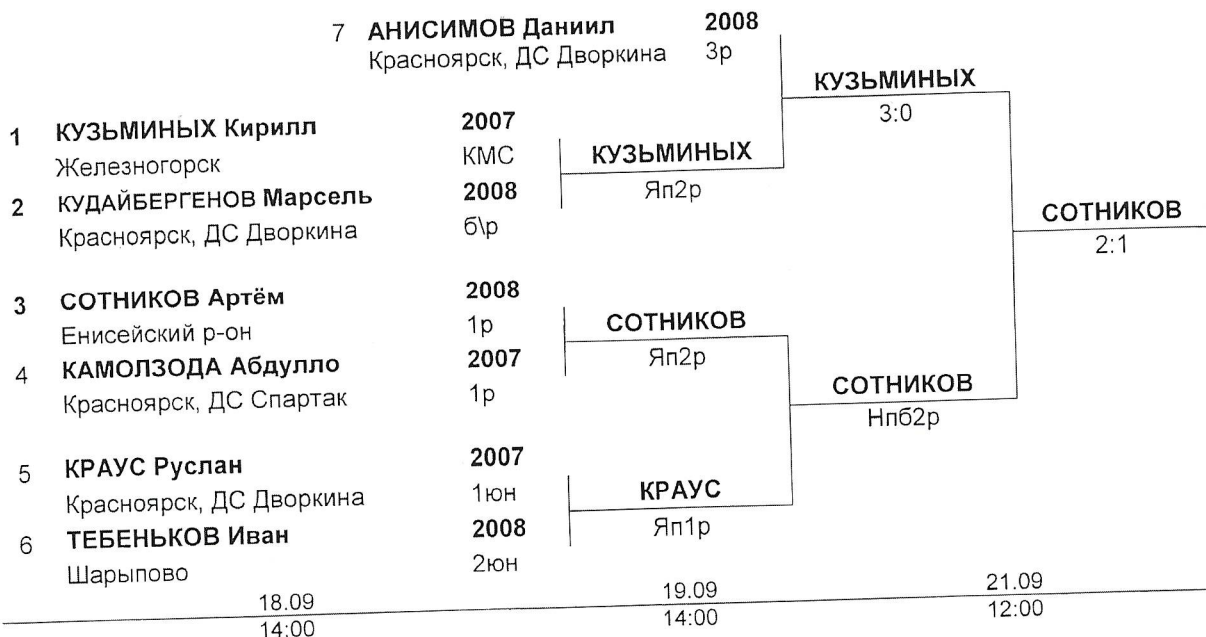 7 АНИСИМОВ Даниил 2008
Красноярск, ДС Дворкина 3р
КУЗЬМИНЫХ
3:0
1 КУЗЬМИНЫХ Кирилл 2007
Железногорск КМС
КУЗЬМИНЫХ
Яп2р
2 КУДАЙБЕРГЕНОВ Марсель 2008
Красноярск, ДС Дворкина б\р
СОТНИКОВ
2:1
3 СОТНИКОВ Артём 2008
Енисейский р-он 1р
СОТНИКОВ
Яп2р
4 КАМОЛЗОДА Абдулло 2007
Красноярск, ДС Спартак 1р
СОТНИКОВ
Нпб2р
5 КРАУС Руслан 2007
Красноярск, ДС Дворкина 1юн
КРАУС
Яп1р
6 ТЕБЕНЬКОВ Иван 2008
Шарыпово 2юн
18.09 19.09 21.09
14:00 14:00 12:00